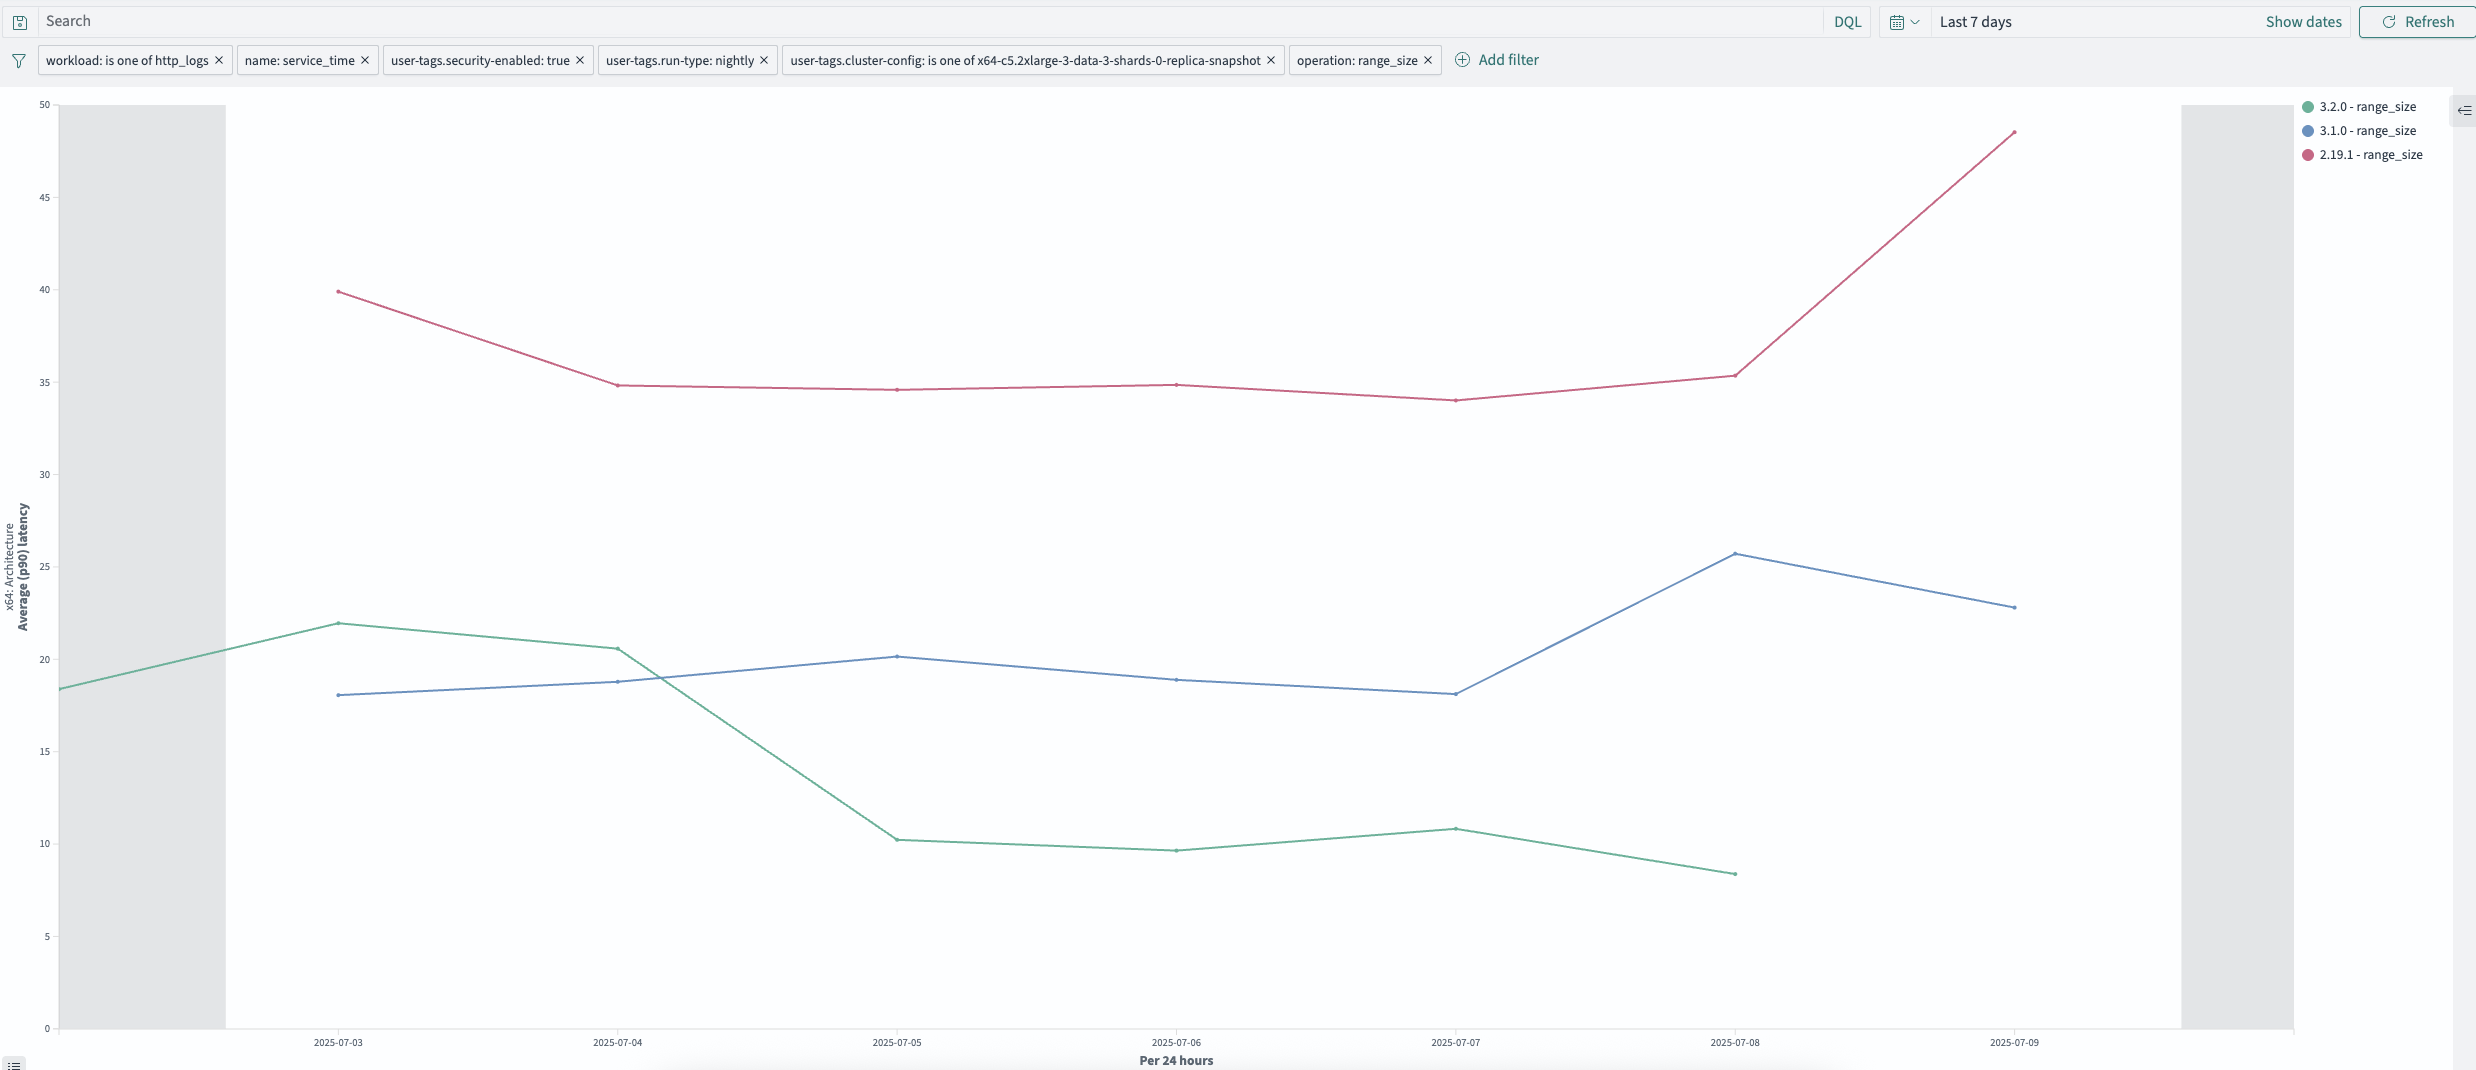 Search DQL Last 7 days Show dates Refresh
workload: is one of http_logs × name: service_time × user-tags.security-enabled: true × user-tags.run-type: nightly × user-tags.cluster-config: is one of x64-c5.2xlarge-3-data-3-shards-0-replica-snapshot × operation: range_size × Add filter
3.2.0 - range_size
3.1.0 - range_size
2.19.1 - range_size
x64: Architecture
Average (p90) latency
50
45
40
35
30
25
20
15
10
5
0
2025-07-03 2025-07-04 2025-07-05 2025-07-06 2025-07-07 2025-07-08 2025-07-09
Per 24 hours